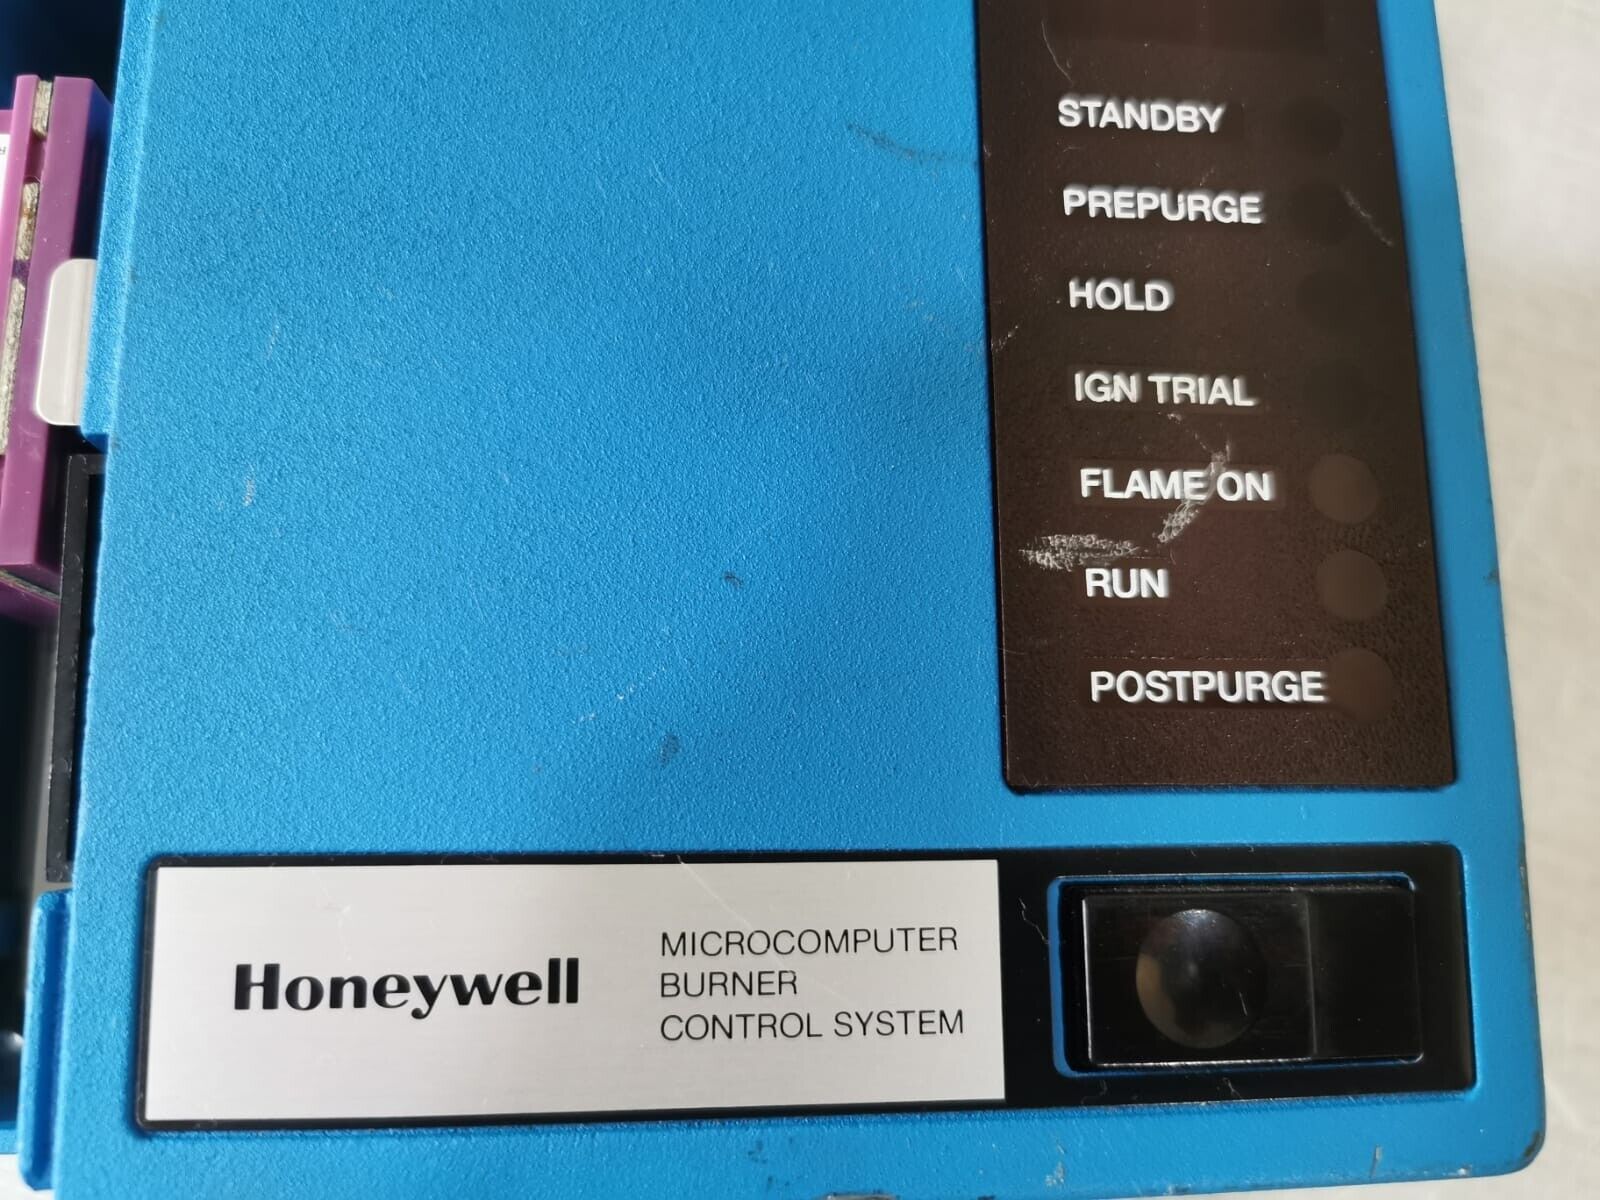 STANDBY
PREPURGE
HOLD
IGN TRIAL
FLAME ON
RUN
POSTPURGE
Honeywell
MICROCOMPUTER
BURNER
CONTROL SYSTEM